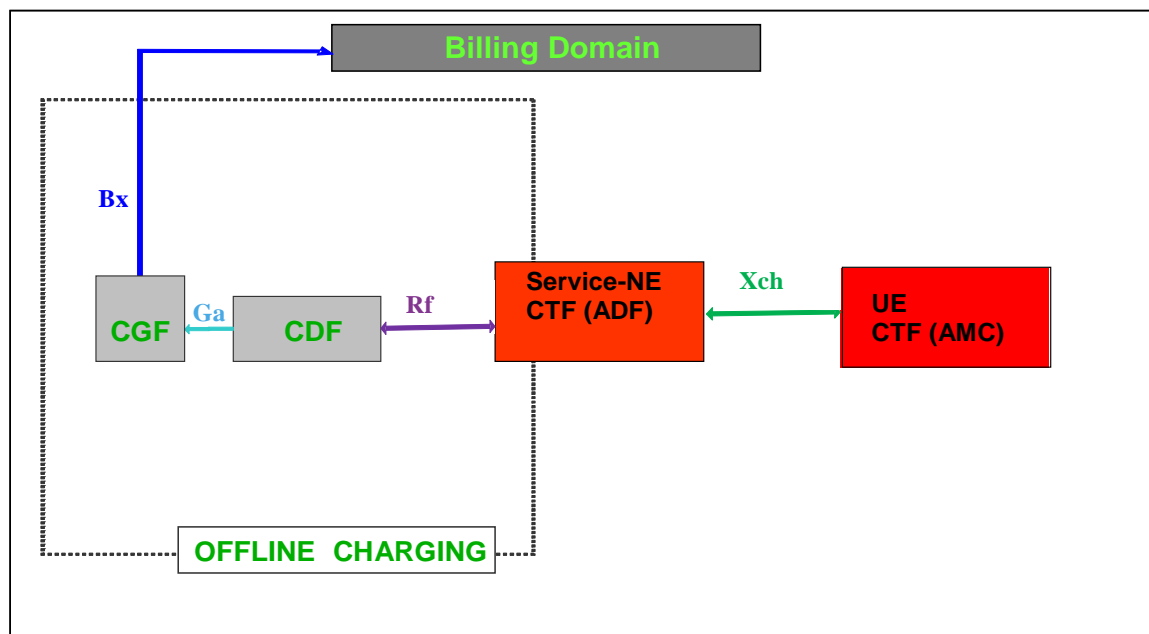 Billing Domain
Bx
Service-NE
CTF (ADF)
Xch
UE
CTF (AMC)
Ga
Rf
CGF
CDF
OFFLINE CHARGING